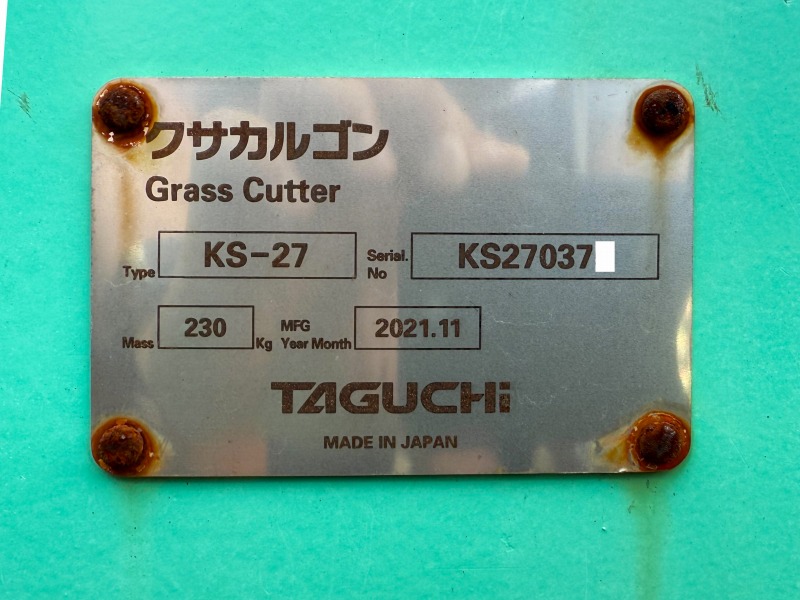 クサカルゴン
Grass Cutter
Type KS-27 Serial. No KS27037
Mass 230 Kg MFG Year Month 2021.11
TAGUCHi
MADE IN JAPAN